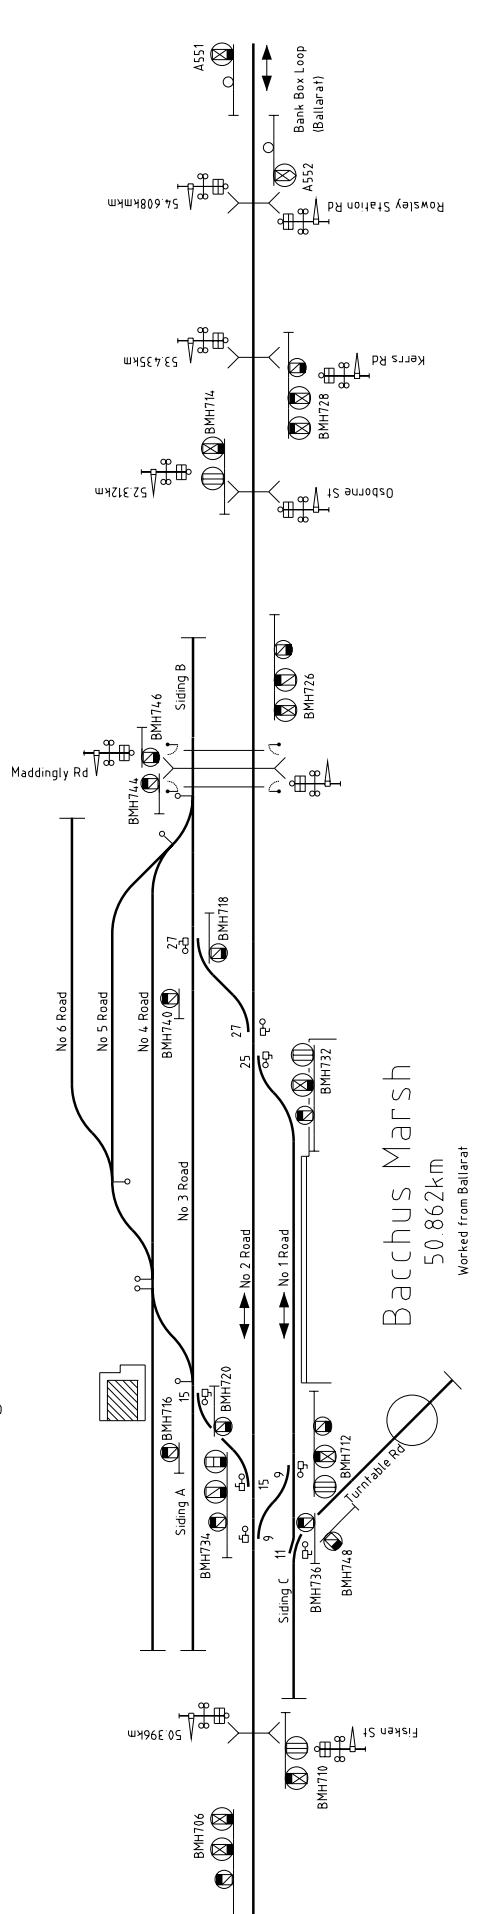 A551
Bank Box Loop
(Ballarat)
A552
54.608kmkm
Rowsley Station Rd
53.435km
Kerrs Rd
BMH714
BMH728
52.312km
Osborne St
Siding B
BMH726
BMH746
Maddingly Rd
BMH744
27
BMH718
No 6 Road
No 5 Road
No 4 Road
BMH740
27
25
BMH732
No 3 Road
No 2 Road
No 1 Road
Bacchus Marsh
50.862km
Worked from Ballarat
15
BMH720
BMH716
BMH712
Turntable Rd
Siding A
5
15
9
BMH734
5
9
11
BMH736
BMH748
Siding C
50.396km
Fisken St
BMH710
BMH706